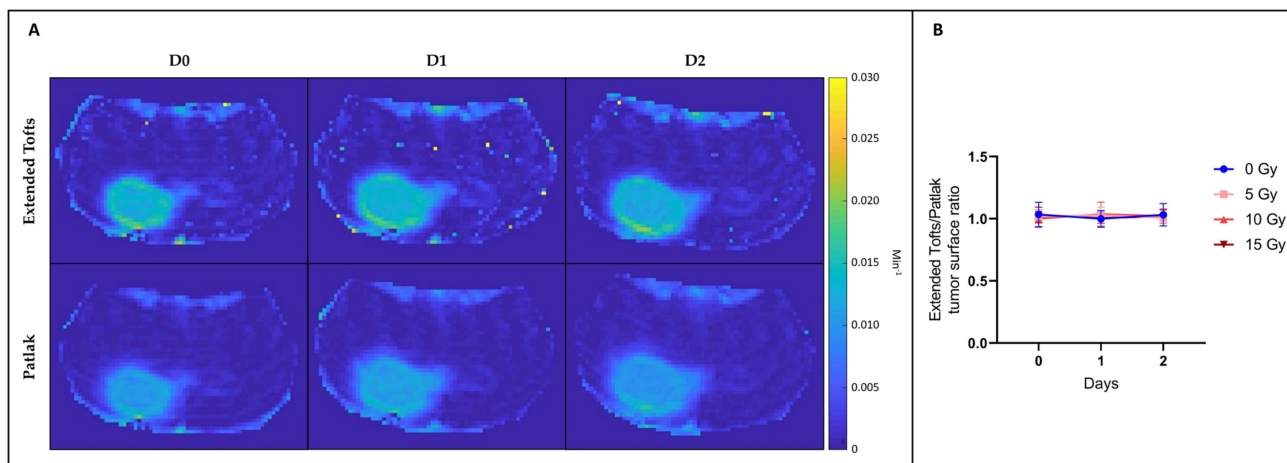 A
D0 D1 D2
Extended Tofts
Patlak
0.030
0.025
0.020
0.015
0.010
0.005
0
Min⁻¹
B
Extended Tofts/Patlak
tumor surface ratio
1.5
1.0
0.5
0.0
0 1 2
Days
0 Gy
5 Gy
10 Gy
15 Gy